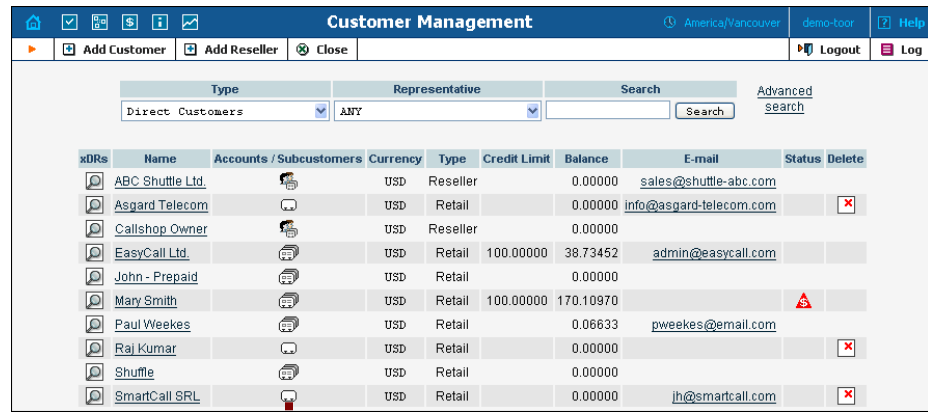 Customer Management America/Vancouver demo-toor ? Help
Add Customer Add Reseller Close Logout Log
Type Representative Search Advanced search
Direct Customers ANY Search
xDRs Name Accounts / Subcustomers Currency Type Credit Limit Balance E-mail Status Delete
ABC Shuttle Ltd. USD Reseller 0.00000 sales@shuttle-abc.com
Asgard Telecom USD Retail 0.00000 info@asgard-telecom.com
Callshop Owner USD Reseller 0.00000
EasyCall Ltd. USD Retail 100.00000 38.73452 admin@easycall.com
John - Prepaid USD Retail 0.00000
Mary Smith USD Retail 100.00000 170.10970
Paul Weekes USD Retail 0.06633 pweekes@email.com
Raj Kumar USD Retail 0.00000
Shuffle USD Retail 0.00000
SmartCall SRL USD Retail 0.00000 jh@smartcall.com